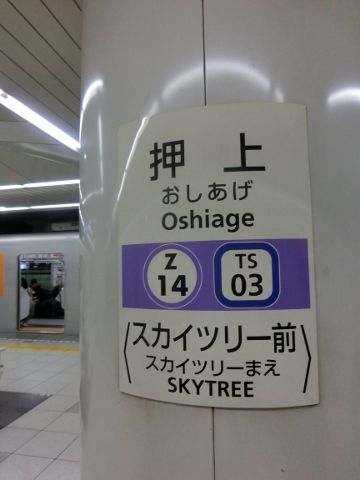 押上
おしあげ
Oshiage
Z 14
TS 03
〈スカイツリー前〉
スカイツリーまえ
SKYTREE